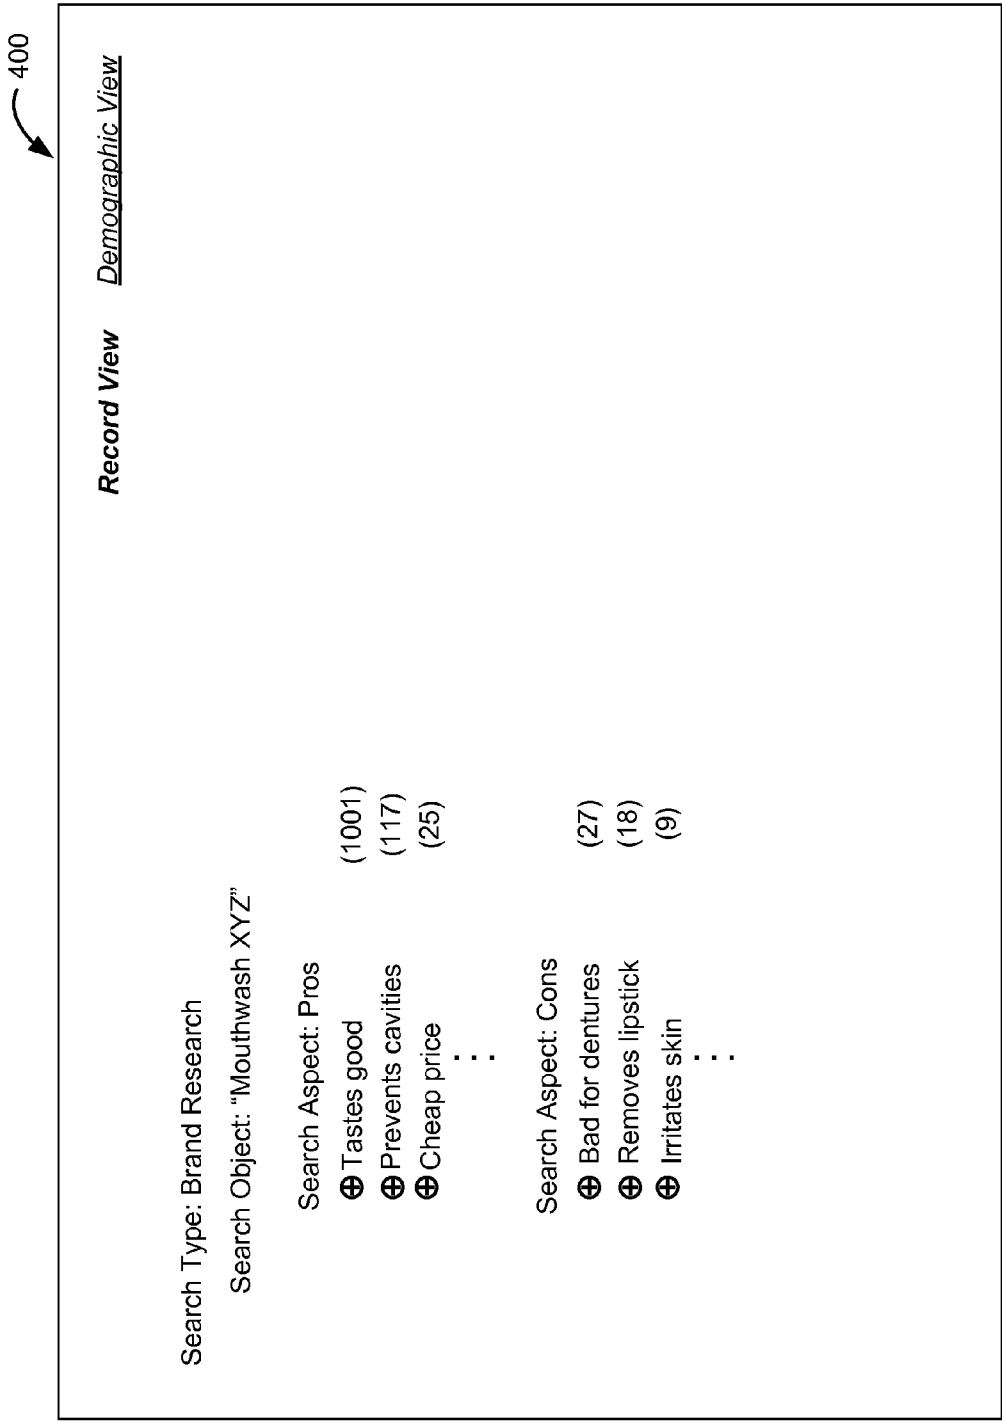 400
Record View Demographic View
Search Type: Brand Research
Search Object: “Mouthwash XYZ”
Search Aspect: Pros
⊕ Tastes good (1001)
⊕ Prevents cavities (117)
⊕ Cheap price (25)
. . .
Search Aspect: Cons
⊕ Bad for dentures (27)
⊕ Removes lipstick (18)
⊕ Irritates skin (9)
. . .